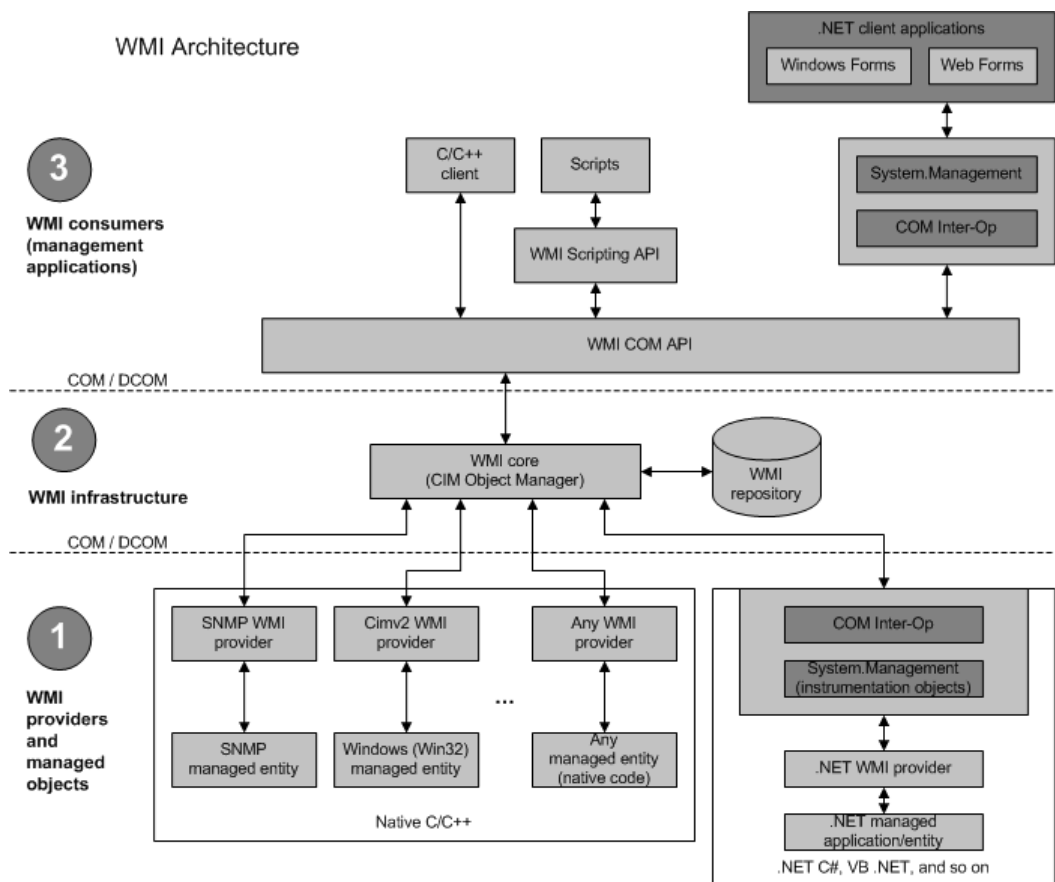 WMI Architecture
.NET client applications
Windows Forms
Web Forms
3
WMI consumers
(management
applications)
C/C++
client
Scripts
WMI Scripting API
System.Management
COM Inter-Op
WMI COM API
COM / DCOM
2
WMI infrastructure
WMI core
(CIM Object Manager)
WMI
repository
COM / DCOM
1
WMI
providers
and
managed
objects
SNMP WMI
provider
Cimv2 WMI
provider
Any WMI
provider
...
SNMP
managed entity
Windows (Win32)
managed entity
Any
managed entity
(native code)
Native C/C++
COM Inter-Op
System.Management
(instrumentation objects)
.NET WMI provider
.NET managed
application/entity
.NET C#, VB .NET, and so on